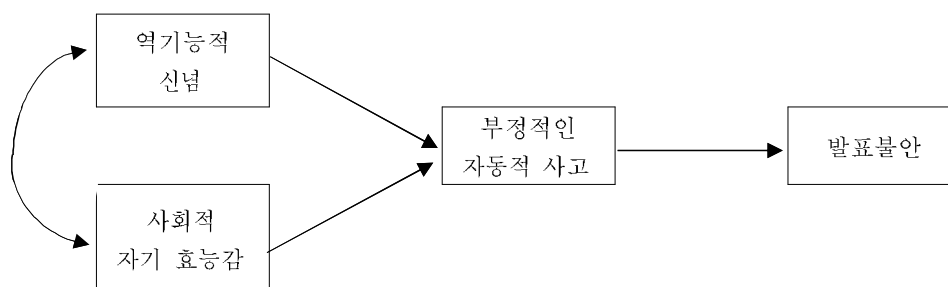 역기능적
신념
부정적인
자동적 사고
발표불안
사회적
자기 효능감